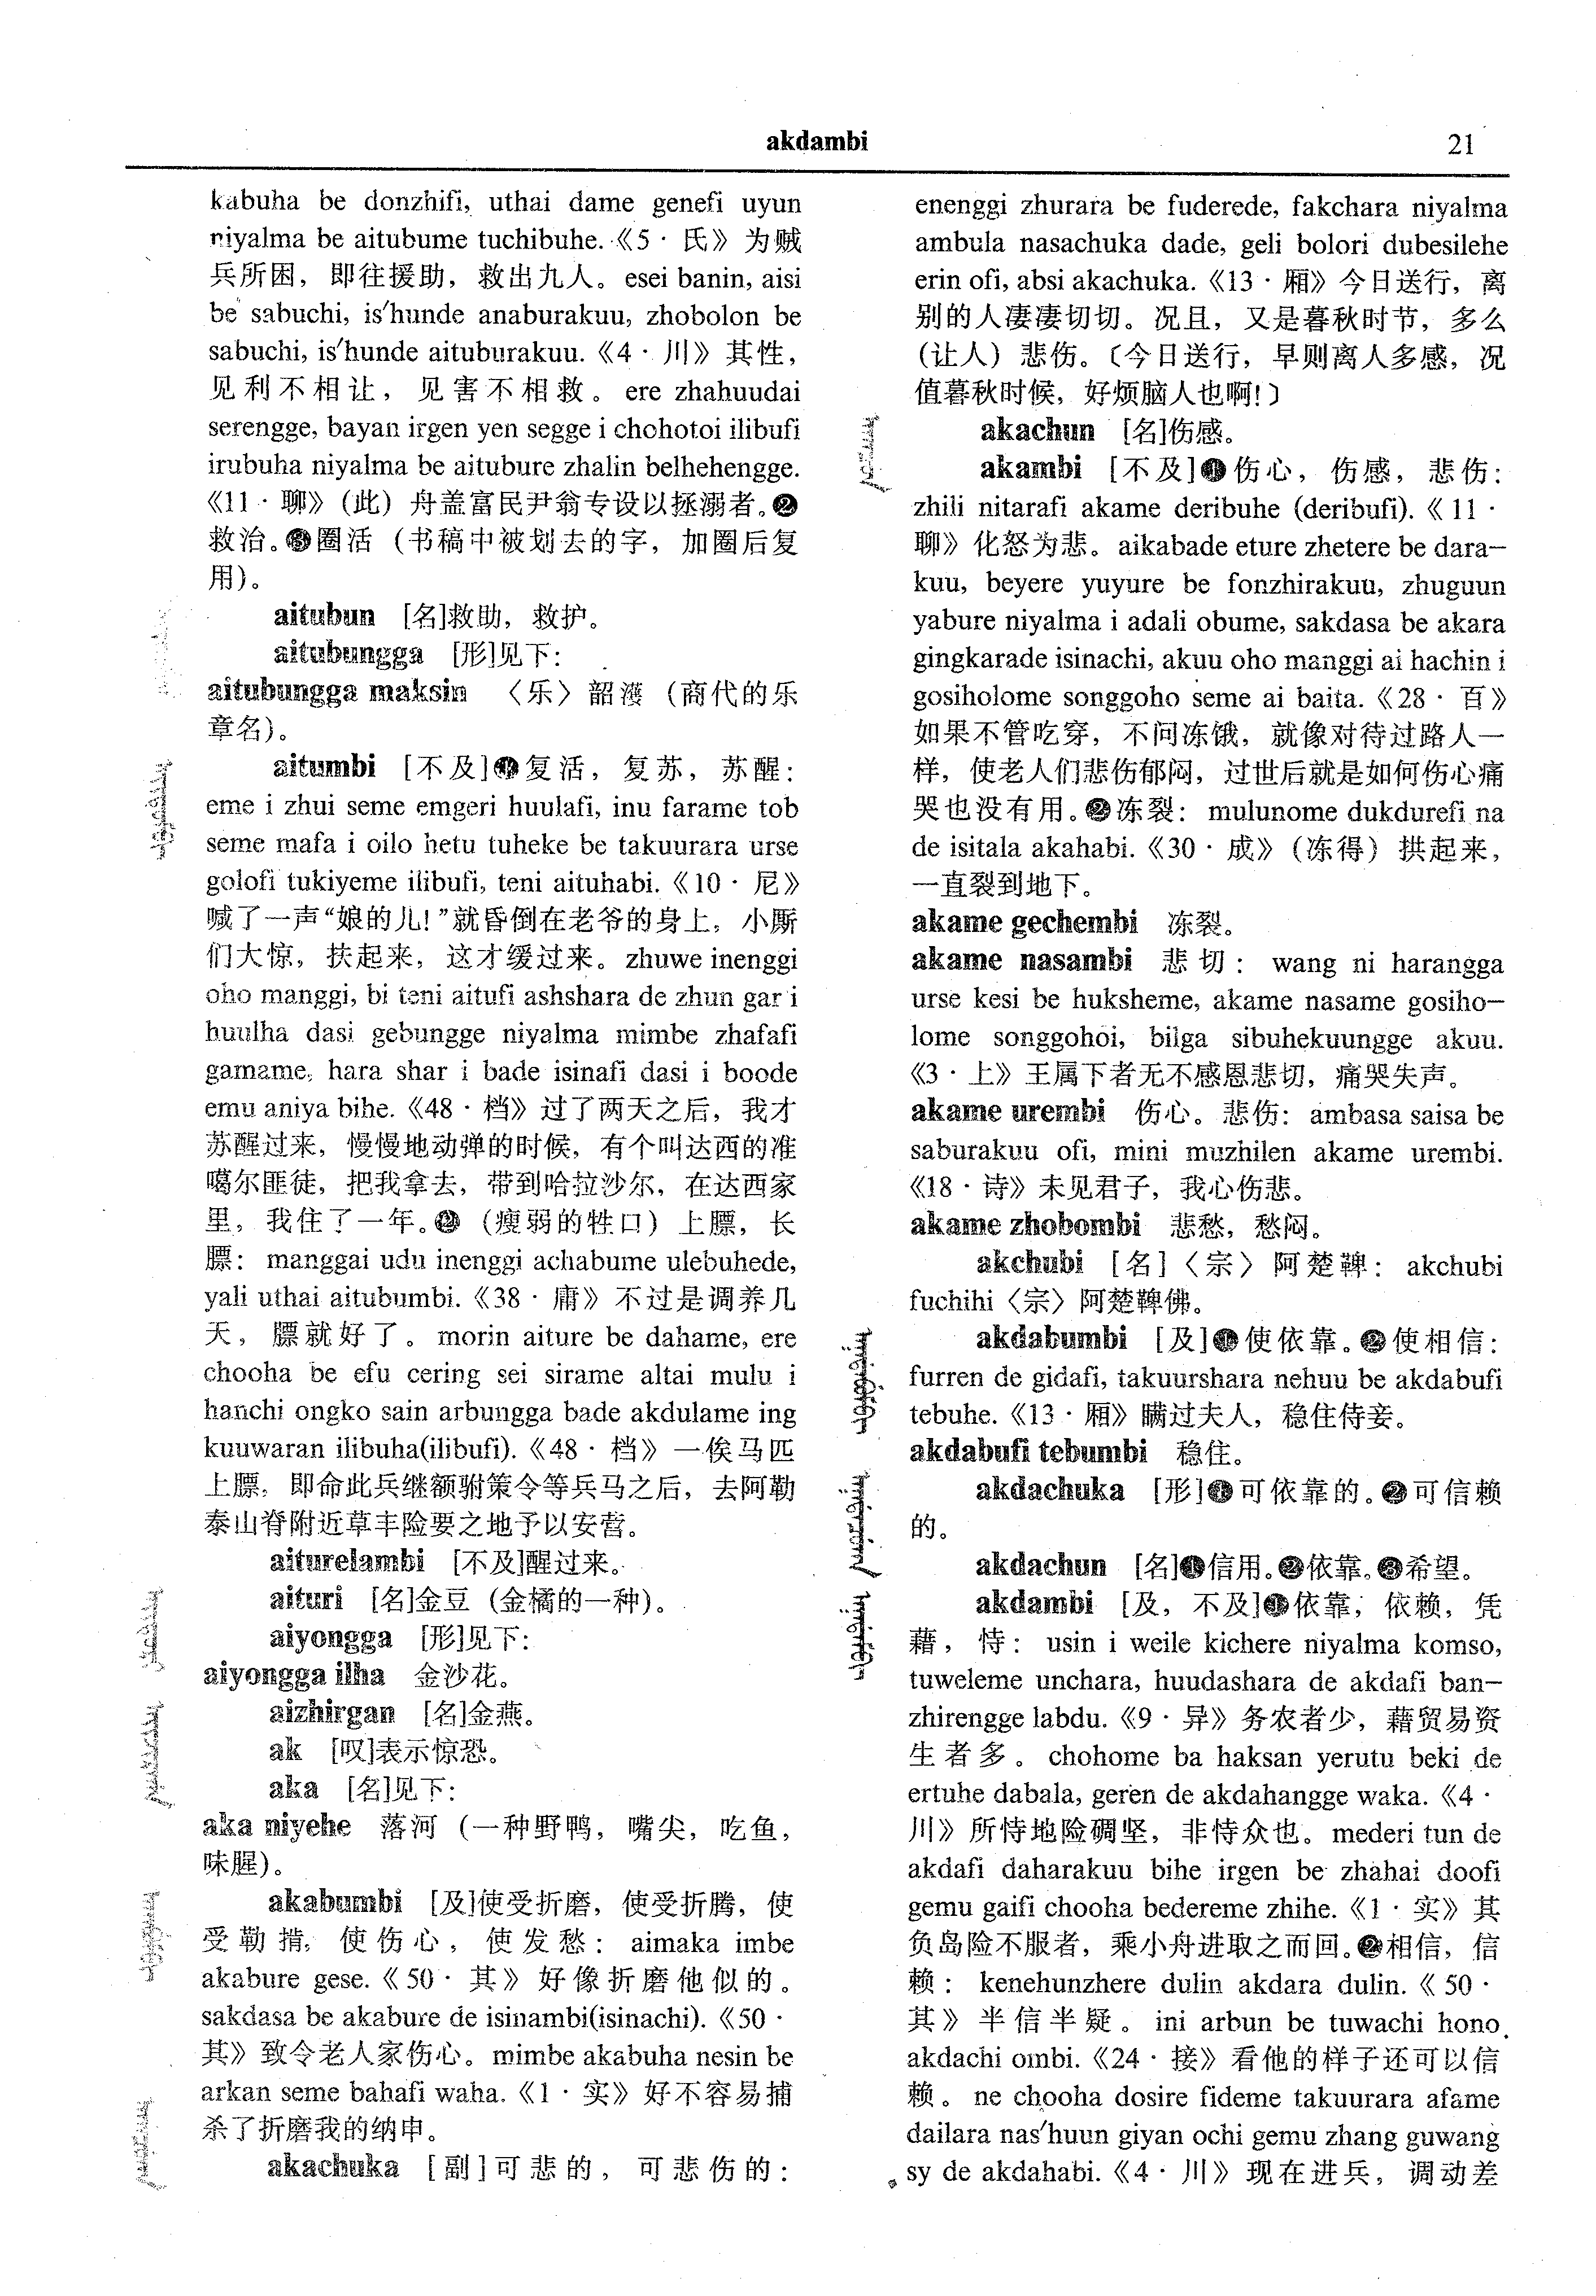 akdambi
21
kabuha be donzhifi, uthai dame genefi uyun
niyalma be aitubume tuchibuhe.《5·氏》为贼
兵所困，即往援助，救出九人。esei banin, aisi
be sabuchi, is'hunde anaburakuu, zhobolon be
sabuchi, is'hunde aituburakuu.《4·川》其性，
见利不相让，见害不相救。ere zhahuudai
serengge, bayan irgen yen segge i chohotoi ilibufi
irubuha niyalma be aitubure zhalin belhehengge.
《11·聊》（此）舟盖富民尹翁专设以拯溺者。❷
救治。❸圈活（书稿中被划去的字，加圈后复
用）。
aitubun [名]救助，救护。
aitubungga [形]见下：
aitubungga maksin 〈乐〉韶濩（商代的乐
章名）。
aitumbi [不及]❶复活，复苏，苏醒：
eme i zhui seme emgeri huulafi, inu farame tob
seme mafa i oilo hetu tuheke be takuurara urse
golofi tukiyeme ilibufi, teni aituhabi.《10·尼》
喊了一声“娘的儿！”就昏倒在老爷的身上，小厮
们大惊，扶起来，这才缓过来。zhuwe inenggi
oho manggi, bi teni aitufi ashshara de zhun gar i
huulha dasi gebungge niyalma mimbe zhafafi
gamame, hara shar i bade isinafi dasi i boode
emu aniya bihe.《48·档》过了两天之后，我才
苏醒过来，慢慢地动弹的时候，有个叫达西的准
噶尔匪徒，把我拿去，带到哈拉沙尔，在达西家
里，我住了一年。❷（瘦弱的牲口）上膘，长
膘：manggai udu inenggi achabume ulebuhede,
yali uthai aitubumbi.《38·庸》不过是调养几
天，膘就好了。morin aiture be dahame, ere
chooha be efu cering sei sirame altai mulu i
hanchi ongko sain arbungga bade akdulame ing
kuuwaran ilibuha(ilibufi).《48·档》一俟马匹
上膘，即命此兵继额驸策令等兵马之后，去阿勒
泰山脊附近草丰险要之地予以安营。
aiturelambi [不及]醒过来。
aituri [名]金豆（金橘的一种）。
aiyongga [形]见下：
aiyongga ilha 金沙花。
aizhirgan [名]金燕。
ak [叹]表示惊恐。
aka [名]见下：
aka niyehe 落河（一种野鸭，嘴尖，吃鱼，
味腥）。
akabumbi [及]使受折磨，使受折腾，使
受勒掯，使伤心，使发愁：aimaka imbe
akabure gese.《50·其》好像折磨他似的。
sakdasa be akabure de isinambi(isinachi).《50·
其》致令老人家伤心。mimbe akabuha nesin be
arkan seme bahafi waha.《1·实》好不容易捕
杀了折磨我的纳申。
akachuka [副]可悲的，可悲伤的：
enenggi zhurara be fuderede, fakchara niyalma
ambula nasachuka dade, geli bolori dubesilehe
erin ofi, absi akachuka.《13·厢》今日送行，离
别的人凄凄切切。况且，又是暮秋时节，多么
（让人）悲伤。〔今日送行，早则离人多感，况
值暮秋时候，好烦脑人也啊！〕
akachun [名]伤感。
akambi [不及]❶伤心，伤感，悲伤：
zhili nitarafi akame deribuhe (deribufi).《11·
聊》化怒为悲。aikabade eture zhetere be dara-
kuu, beyere yuyure be fonzhirakuu, zhuguun
yabure niyalma i adali obume, sakdasa be akara
gingkarade isinachi, akuu oho manggi ai hachin i
gosiholome songgoho seme ai baita.《28·百》
如果不管吃穿，不问冻饿，就像对待过路人一
样，使老人们悲伤郁闷，过世后就是如何伤心痛
哭也没有用。❷冻裂：mulunome dukdurefi na
de isitala akahabi.《30·成》（冻得）拱起来，
一直裂到地下。
akame gechembi 冻裂。
akame nasambi 悲切：wang ni harangga
urse kesi be huksheme, akame nasame gosiho-
lome songgohoi, bilga sibuhekuungge akuu.
《3·上》王属下者无不感恩悲切，痛哭失声。
akame urembi 伤心。悲伤：ambasa saisa be
saburakuu ofi, mini muzhilen akame urembi.
《18·诗》未见君子，我心伤悲。
akame zhobombi 悲愁，愁闷。
akchubi [名]〈宗〉阿楚鞞：akchubi
fuchihi〈宗〉阿楚鞞佛。
akdabumbi [及]❶使依靠。❷使相信：
furren de gidafi, takuurshara nehuu be akdabufi
tebuhe.《13·厢》瞒过夫人，稳住侍妾。
akdabufi tebumbi 稳住。
akdachuka [形]❶可依靠的。❷可信赖
的。
akdachun [名]❶信用。❷依靠。❸希望。
akdambi [及，不及]❶依靠，依赖，凭
藉，恃：usin i weile kichere niyalma komso,
tuweleme unchara, huudashara de akdafi ban-
zhirengge labdu.《9·异》务农者少，藉贸易资
生者多。chohome ba haksan yerutu beki de
ertuhe dabala, geren de akdahangge waka.《4·
川》所恃地险碉坚，非恃众也。mederi tun de
akdafi daharakuu bihe irgen be zhahai doofi
gemu gaifi chooha bedereme zhihe.《1·实》其
负岛险不服者，乘小舟进取之而回。❷相信，信
赖：kenehunzhere dulin akdara dulin.《50·
其》半信半疑。ini arbun be tuwachi hono
akdachi ombi.《24·接》看他的样子还可以信
赖。ne chooha dosire fideme takuurara afame
dailara nas'huun giyan ochi gemu zhang guwang
sy de akdahabi.《4·川》现在进兵，调动差